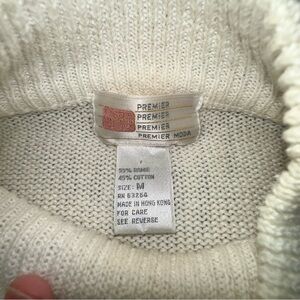 PREMIER
PREMIER
PREMIER
PREMIER MODA
55% RAMIE
45% COTTON
SIZE: M
RN 63264
MADE IN HONG KONG
FOR CARE
SEE REVERSE